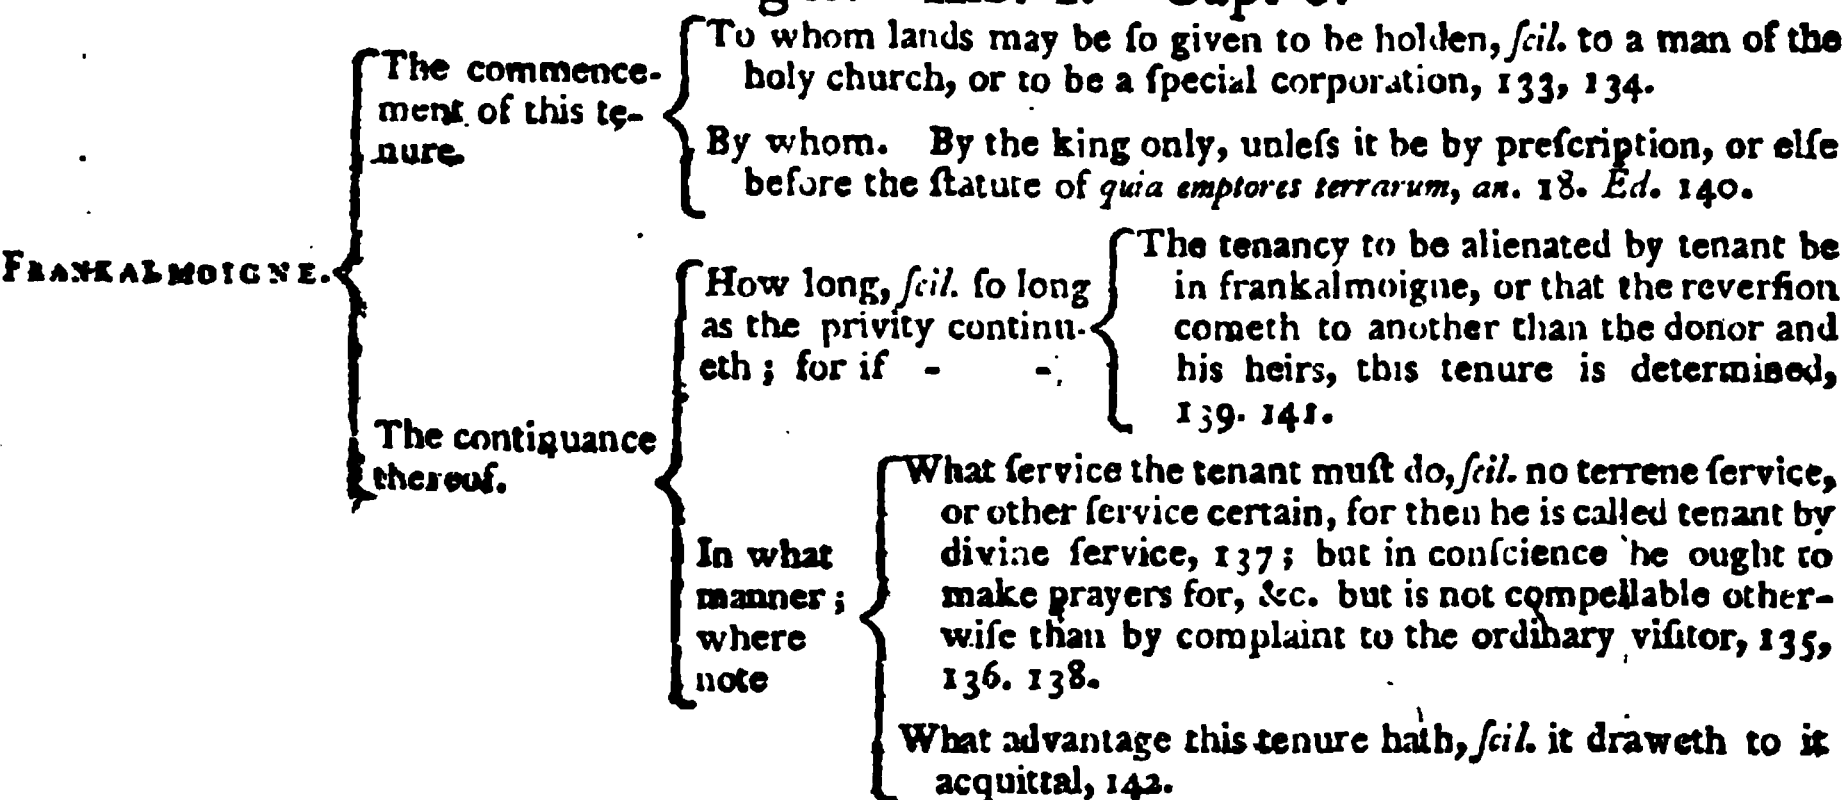 Lib. 2. Cap. 6.
FRANKALMOIGNE.
The commence-
ment of this te-
nure.
To whom lands may be ſo given to be holden, ſcil. to a man of the
holy church, or to be a ſpecial corporation, 133, 134.
By whom. By the king only, unleſs it be by preſcription, or elſe
before the ſtatute of quia emptores terrarum, an. 18. Ed. 140.
The continuance
thereof.
How long, ſcil. ſo long
as the privity continu-
eth; for if - -
The tenancy to be alienated by tenant be
in frankalmoigne, or that the reverſion
cometh to another than the donor and
his heirs, this tenure is determined,
139. 141.
In what
manner;
where
note
What ſervice the tenant muſt do, ſcil. no terrene ſervice,
or other ſervice certain, for then he is called tenant by
divine ſervice, 137; but in conſcience he ought to
make prayers for, &c. but is not compellable other-
wiſe than by complaint to the ordinary viſitor, 135,
136. 138.
What advantage this tenure hath, ſcil. it draweth to it
acquittal, 142.